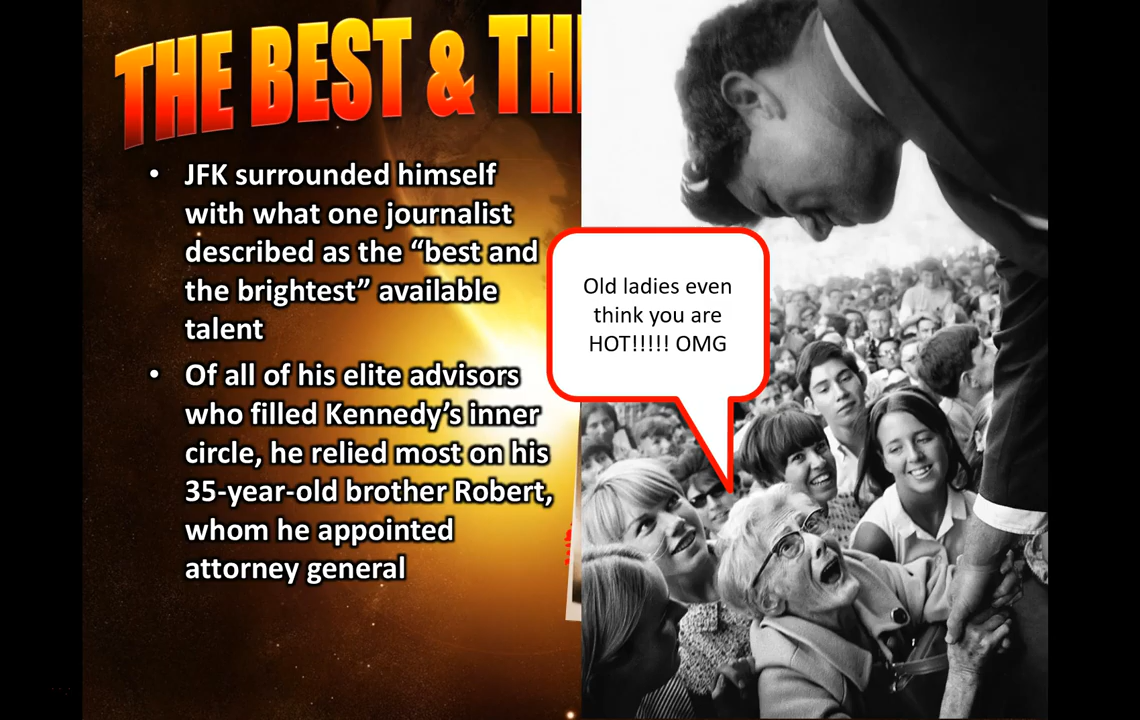 THE BEST & TH
• JFK surrounded himself
with what one journalist
described as the “best and
the brightest” available
talent
• Of all of his elite advisors
who filled Kennedy’s inner
circle, he relied most on his
35-year-old brother Robert,
whom he appointed
attorney general
Old ladies even
think you are
HOT!!!!! OMG